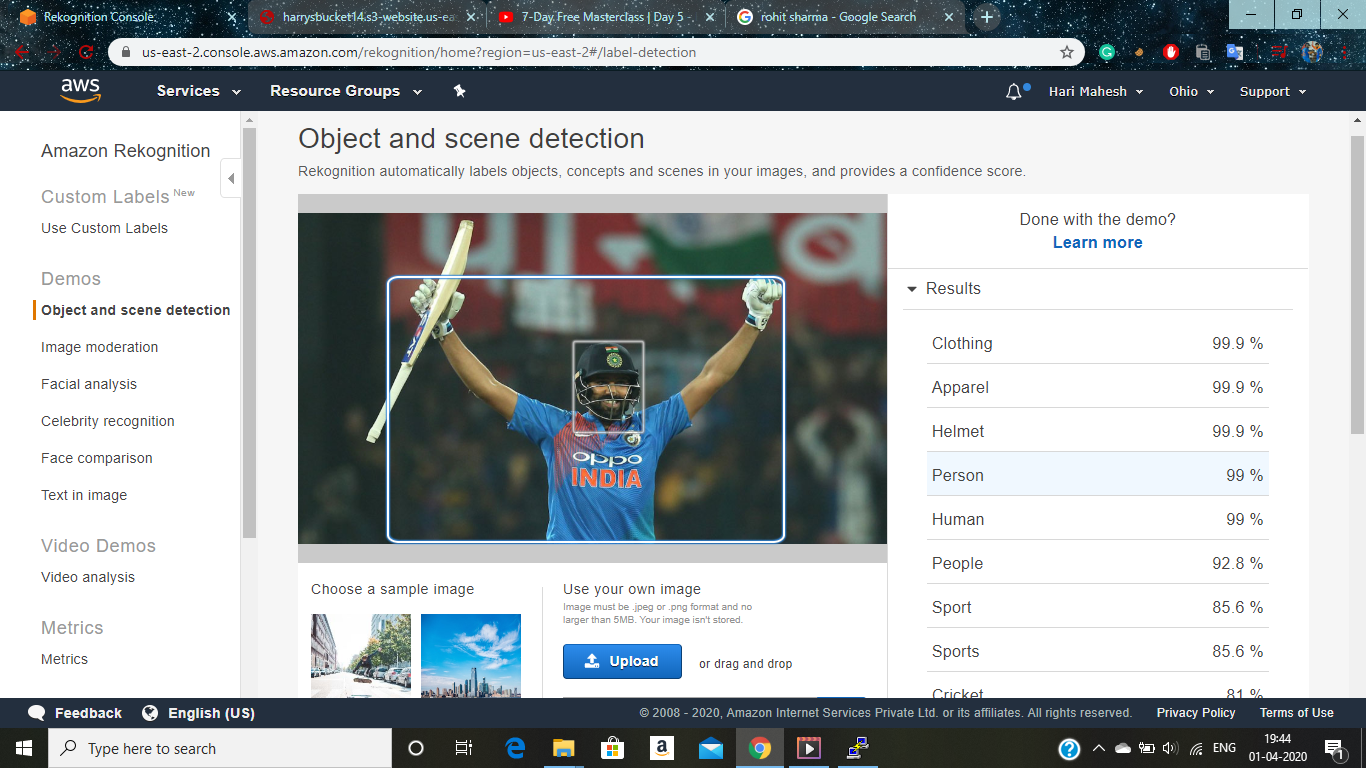 Rekognition Console
harrysbucket14.s3-website.us-ea
7-Day Free Masterclass | Day 5 -
rohit sharma - Google Search
us-east-2.console.aws.amazon.com/rekognition/home?region=us-east-2#/label-detection
aws
Services
Resource Groups
Hari Mahesh
Ohio
Support
Amazon Rekognition
Custom Labels New
Use Custom Labels
Demos
Object and scene detection
Image moderation
Facial analysis
Celebrity recognition
Face comparison
Text in image
Video Demos
Video analysis
Metrics
Metrics
Object and scene detection
Rekognition automatically labels objects, concepts and scenes in your images, and provides a confidence score.
oppo
INDIA
Choose a sample image
Use your own image
Image must be .jpeg or .png format and no
larger than 5MB. Your image isn't stored.
Upload
or drag and drop
Done with the demo?
Learn more
Results
Clothing 99.9 %
Apparel 99.9 %
Helmet 99.9 %
Person 99 %
Human 99 %
People 92.8 %
Sport 85.6 %
Sports 85.6 %
Cricket 81 %
Feedback
English (US)
© 2008 - 2020, Amazon Internet Services Private Ltd. or its affiliates. All rights reserved.
Privacy Policy
Terms of Use
Type here to search
a
ENG
19:44
01-04-2020
1